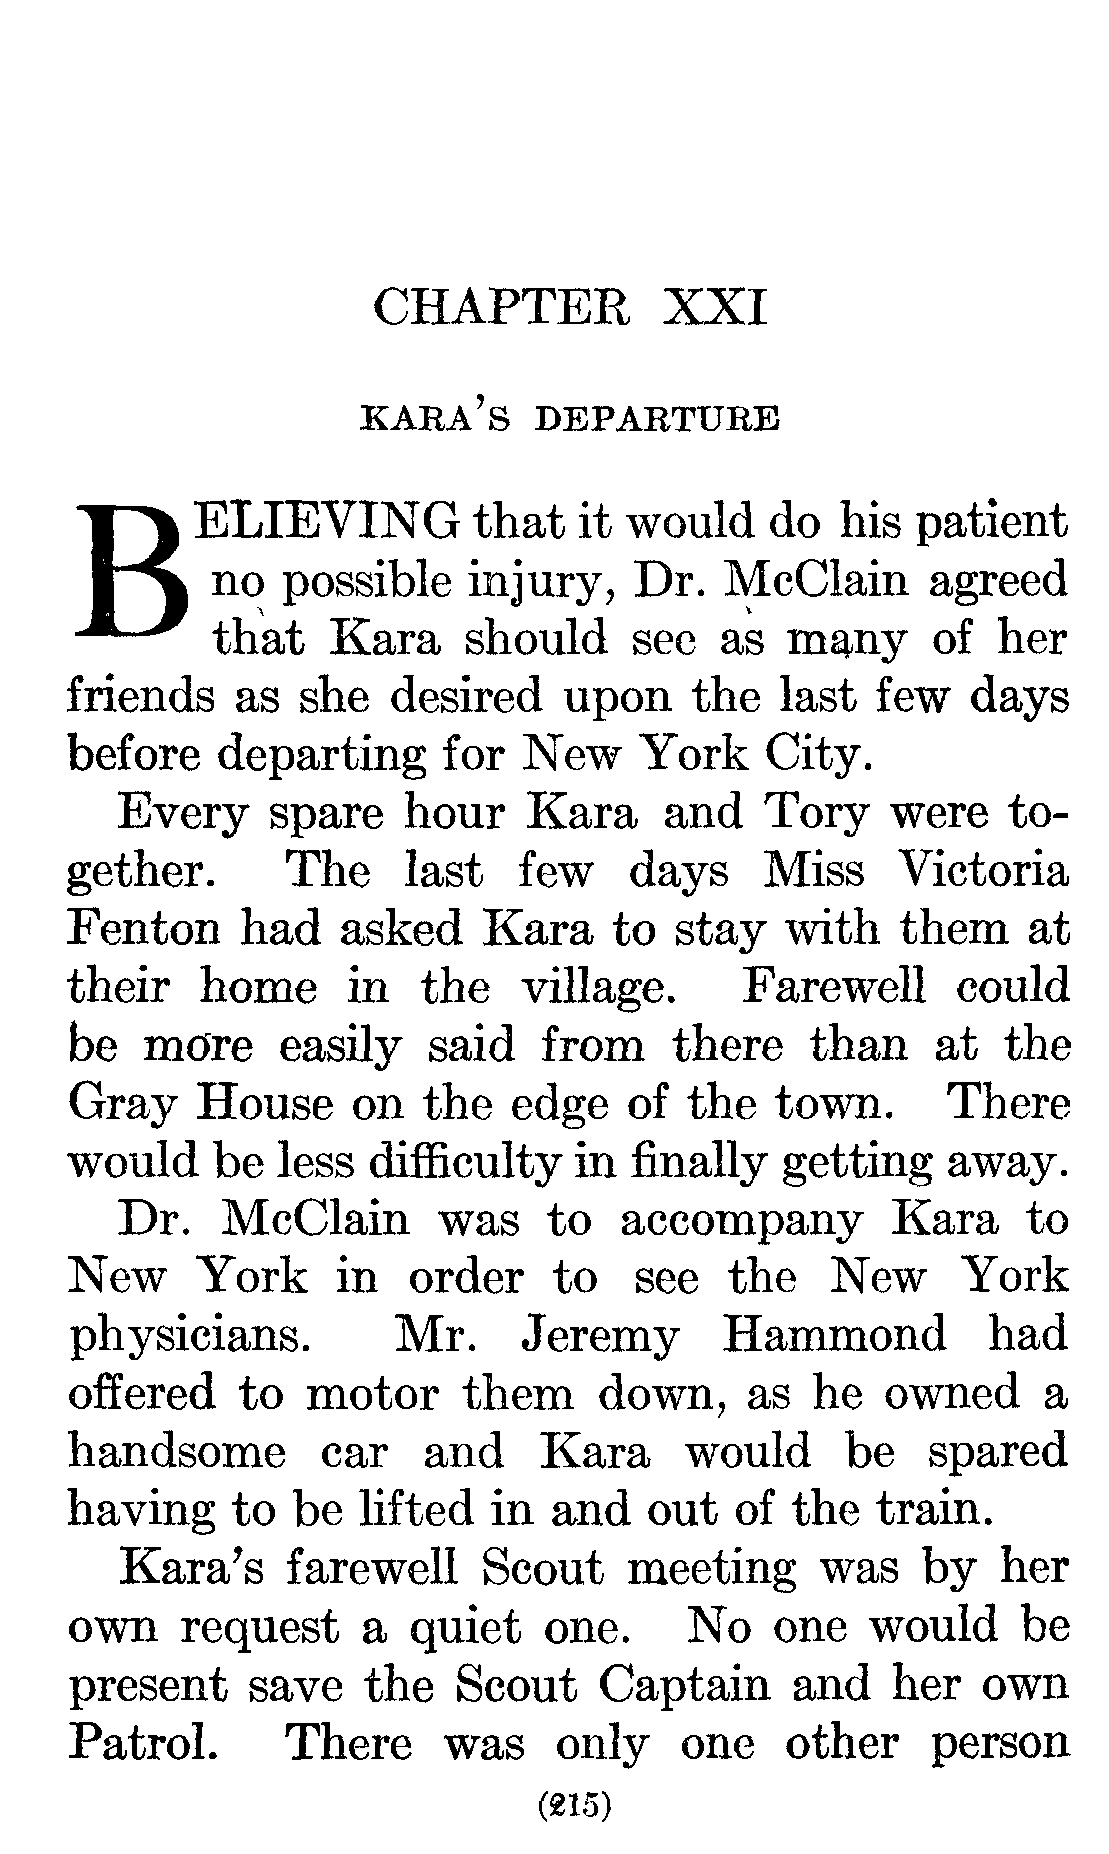 CHAPTER XXI
KARA'S DEPARTURE
BELIEVING that it would do his patient
no possible injury, Dr. McClain agreed
that Kara should see as many of her
friends as she desired upon the last few days
before departing for New York City.
Every spare hour Kara and Tory were to-
gether. The last few days Miss Victoria
Fenton had asked Kara to stay with them at
their home in the village. Farewell could
be more easily said from there than at the
Gray House on the edge of the town. There
would be less difficulty in finally getting away.
Dr. McClain was to accompany Kara to
New York in order to see the New York
physicians. Mr. Jeremy Hammond had
offered to motor them down, as he owned a
handsome car and Kara would be spared
having to be lifted in and out of the train.
Kara's farewell Scout meeting was by her
own request a quiet one. No one would be
present save the Scout Captain and her own
Patrol. There was only one other person
(215)